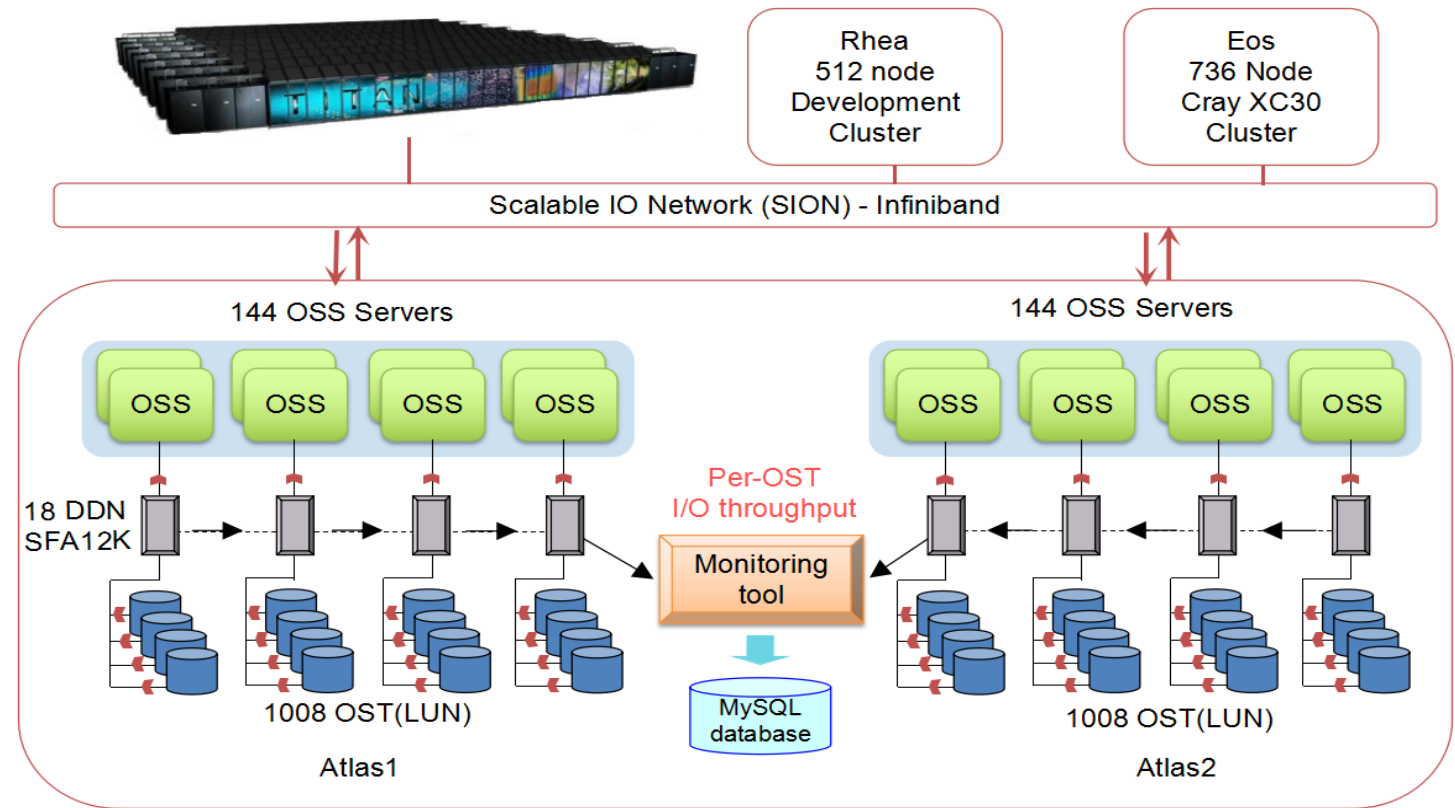 TITAN
Rhea
512 node
Development
Cluster
Eos
736 Node
Cray XC30
Cluster
Scalable IO Network (SION) - Infiniband
144 OSS Servers
144 OSS Servers
OSS
OSS
OSS
OSS
OSS
OSS
OSS
OSS
18 DDN
SFA12K
Per-OST
I/O throughput
Monitoring
tool
MySQL
database
1008 OST(LUN)
1008 OST(LUN)
Atlas1
Atlas2